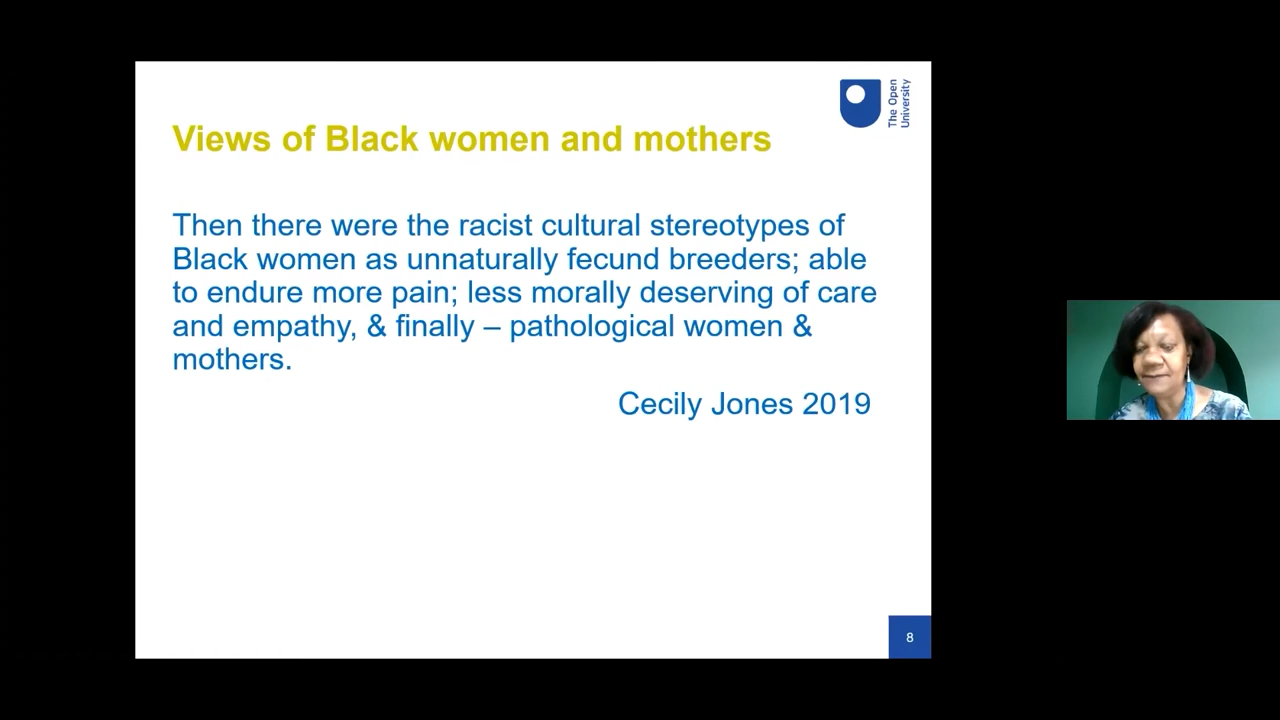 The Open
University
Views of Black women and mothers
Then there were the racist cultural stereotypes of
Black women as unnaturally fecund breeders; able
to endure more pain; less morally deserving of care
and empathy, & finally – pathological women &
mothers.
Cecily Jones 2019
8